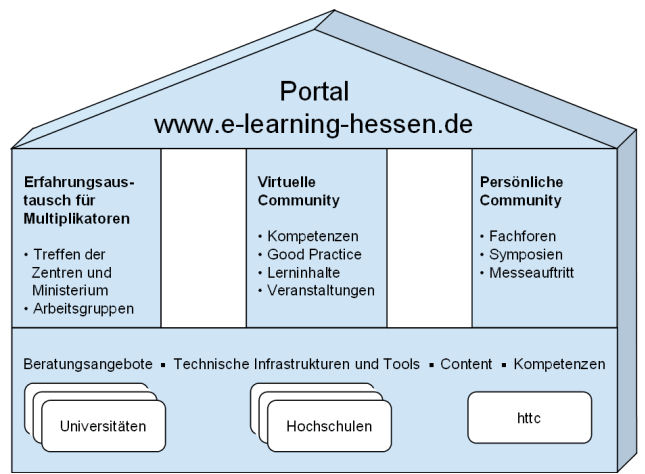 Portal
www.e-learning-hessen.de
Erfahrungsaus-
tausch für
Multiplikatoren
• Treffen der
Zentren und
Ministerium
• Arbeitsgruppen
Virtuelle
Community
• Kompetenzen
• Good Practice
• Lerninhalte
• Veranstaltungen
Persönliche
Community
• Fachforen
• Symposien
• Messeauftritt
Beratungsangebote ▪ Technische Infrastrukturen und Tools ▪ Content ▪ Kompetenzen
Universitäten
Hochschulen
httc